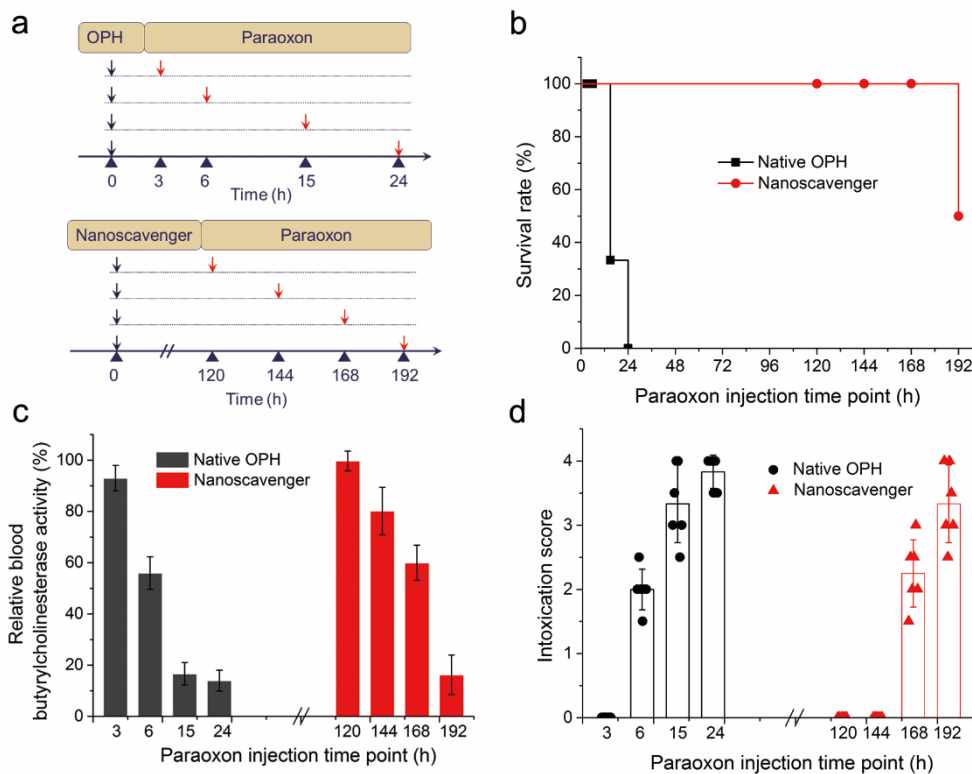 a
OPH Paraoxon
0 3 6 15 24
Time (h)
Nanoscavenger Paraoxon
0 120 144 168 192
Time (h)
b
Survival rate (%)
100
80
60
40
20
0
Native OPH
Nanoscavenger
0 24 48 72 96 120 144 168 192
Paraoxon injection time point (h)
c
Relative blood
butyrylcholinesterase activity (%)
100
80
60
40
20
0
Native OPH
Nanoscavenger
3 6 15 24 // 120 144 168 192
Paraoxon injection time point (h)
d
Intoxication score
4
3
2
1
0
Native OPH
Nanoscavenger
3 6 15 24 // 120 144 168 192
Paraoxon injection time point (h)